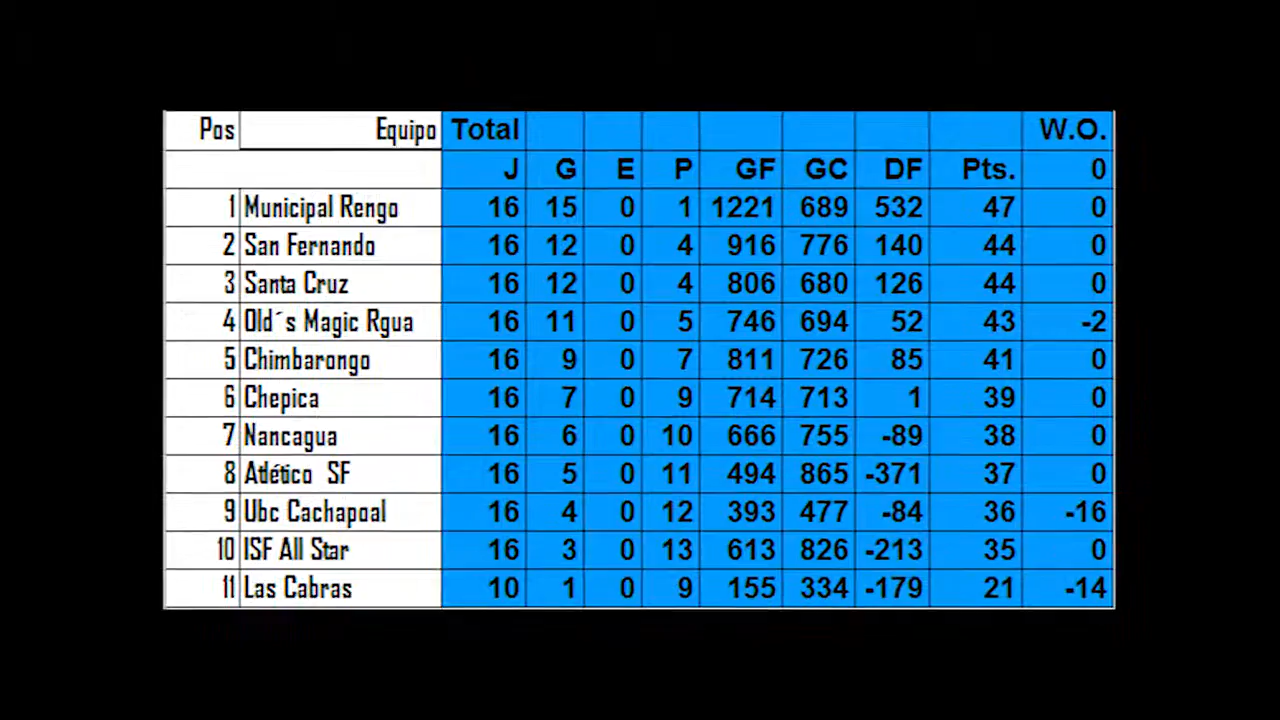 Pos Equipo Total W.O.
J G E P GF GC DF Pts. 0
1 Municipal Rengo 16 15 0 1 1221 689 532 47 0
2 San Fernando 16 12 0 4 916 776 140 44 0
3 Santa Cruz 16 12 0 4 806 680 126 44 0
4 Old´s Magic Rgua 16 11 0 5 746 694 52 43 -2
5 Chimbarongo 16 9 0 7 811 726 85 41 0
6 Chepica 16 7 0 9 714 713 1 39 0
7 Nancagua 16 6 0 10 666 755 -89 38 0
8 Atlético SF 16 5 0 11 494 865 -371 37 0
9 Ubc Cachapoal 16 4 0 12 393 477 -84 36 -16
10 ISF All Star 16 3 0 13 613 826 -213 35 0
11 Las Cabras 10 1 0 9 155 334 -179 21 -14